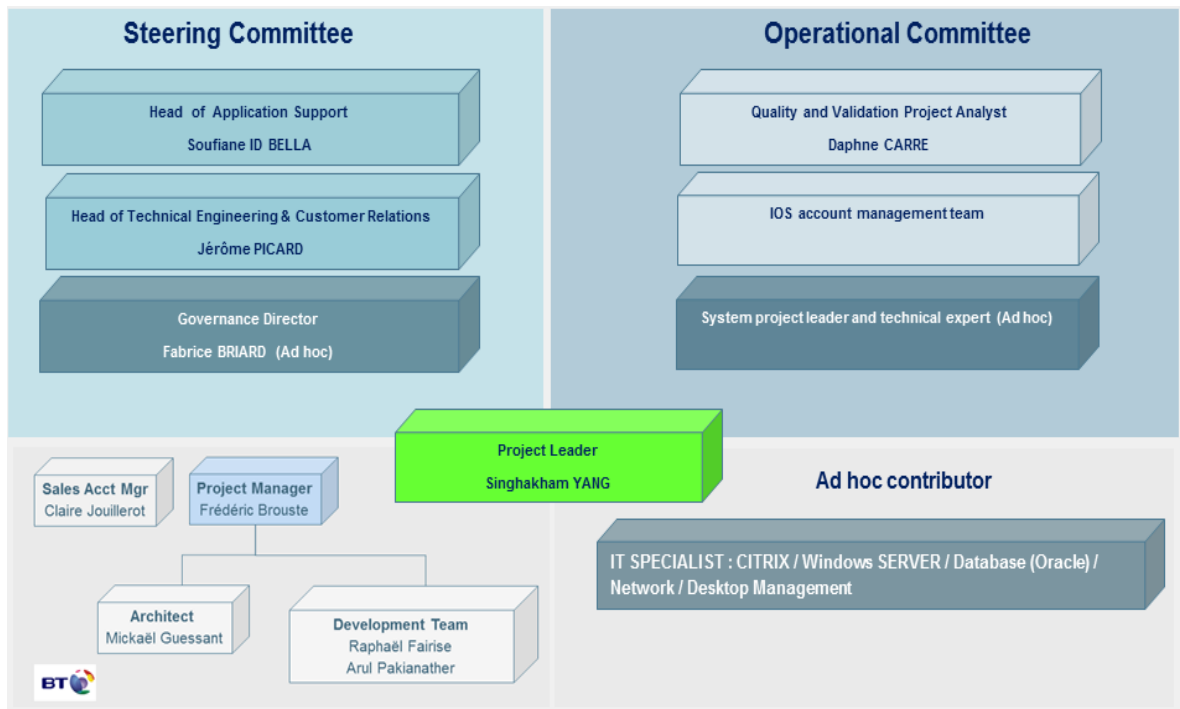 Steering Committee
Head of Application Support
Soufiane ID BELLA
Head of Technical Engineering & Customer Relations
Jérôme PICARD
Governance Director
Fabrice BRIARD (Ad hoc)
Operational Committee
Quality and Validation Project Analyst
Daphne CARRE
IOS account management team
System project leader and technical expert (Ad hoc)
Project Leader
Singhakham YANG
Sales Acct Mgr
Claire Jouillerot
Project Manager
Frédéric Brouste
Architect
Mickaël Guessant
Development Team
Raphaël Fairise
Arul Pakianather
BT
Ad hoc contributor
IT SPECIALIST : CITRIX / Windows SERVER / Database (Oracle) /
Network / Desktop Management